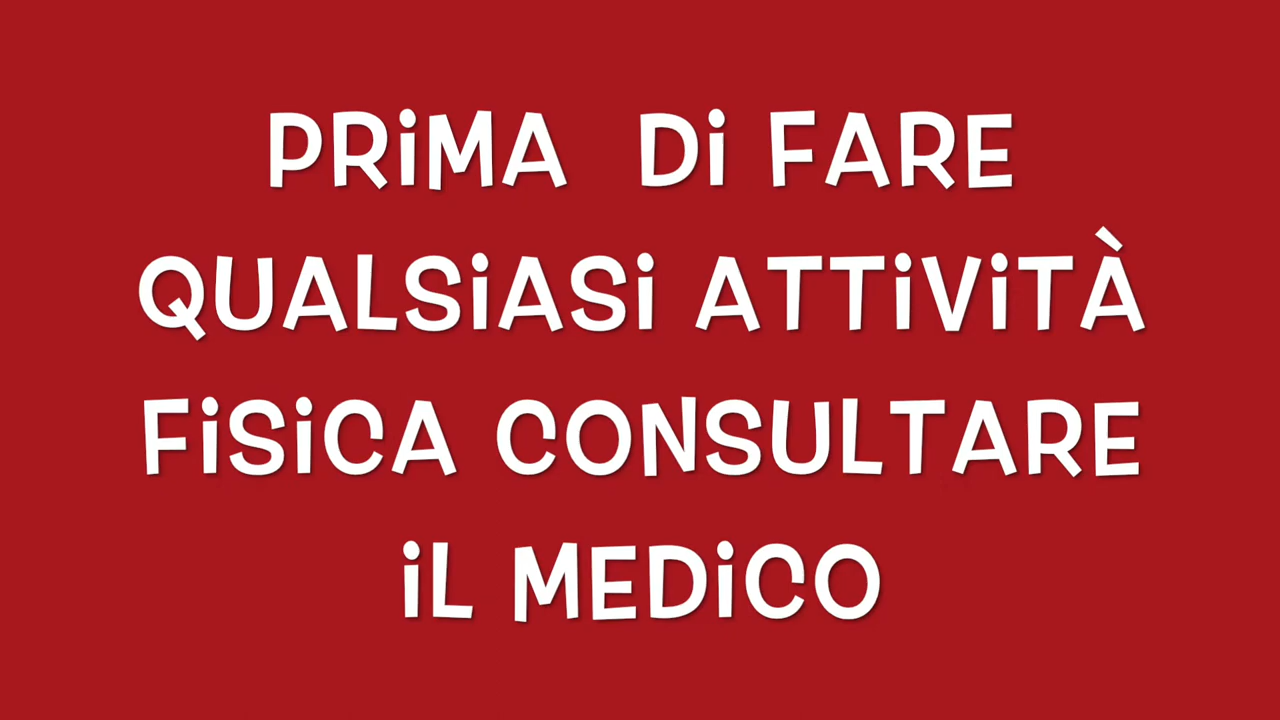 PRIMA DI FARE
QUALSIASI ATTIVITÀ
FISICA CONSULTARE
IL MEDICO